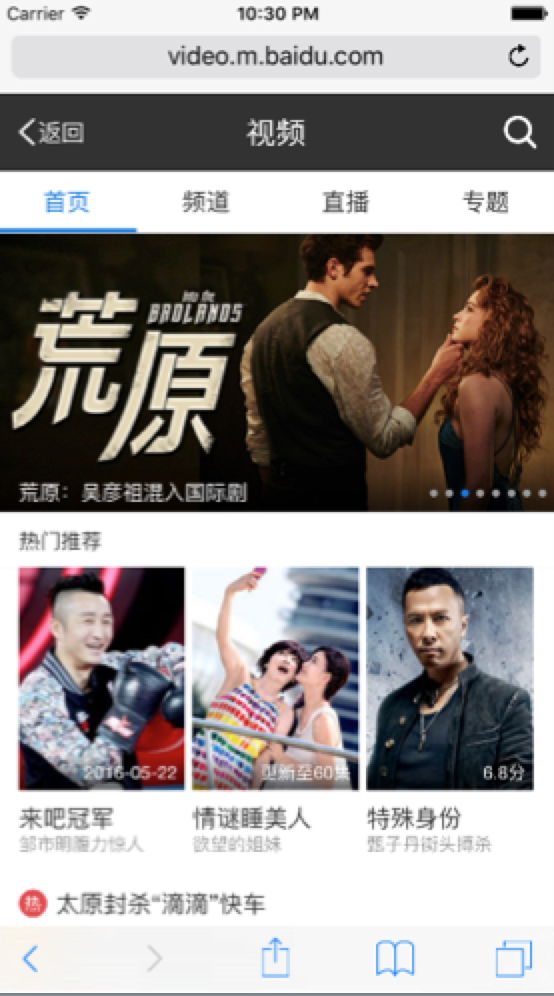 Carrier 10:30 PM
video.m.baidu.com
返回 视频
首页 频道 直播 专题
into the
BADLANDS
荒原
荒原：吴彦祖混入国际剧
热门推荐
2016-05-22 更新至60集 6.8分
来吧冠军 情谜睡美人 特殊身份
邹市明腹力惊人 欲望的姐妹 甄子丹街头搏杀
热 太原封杀“滴滴”快车